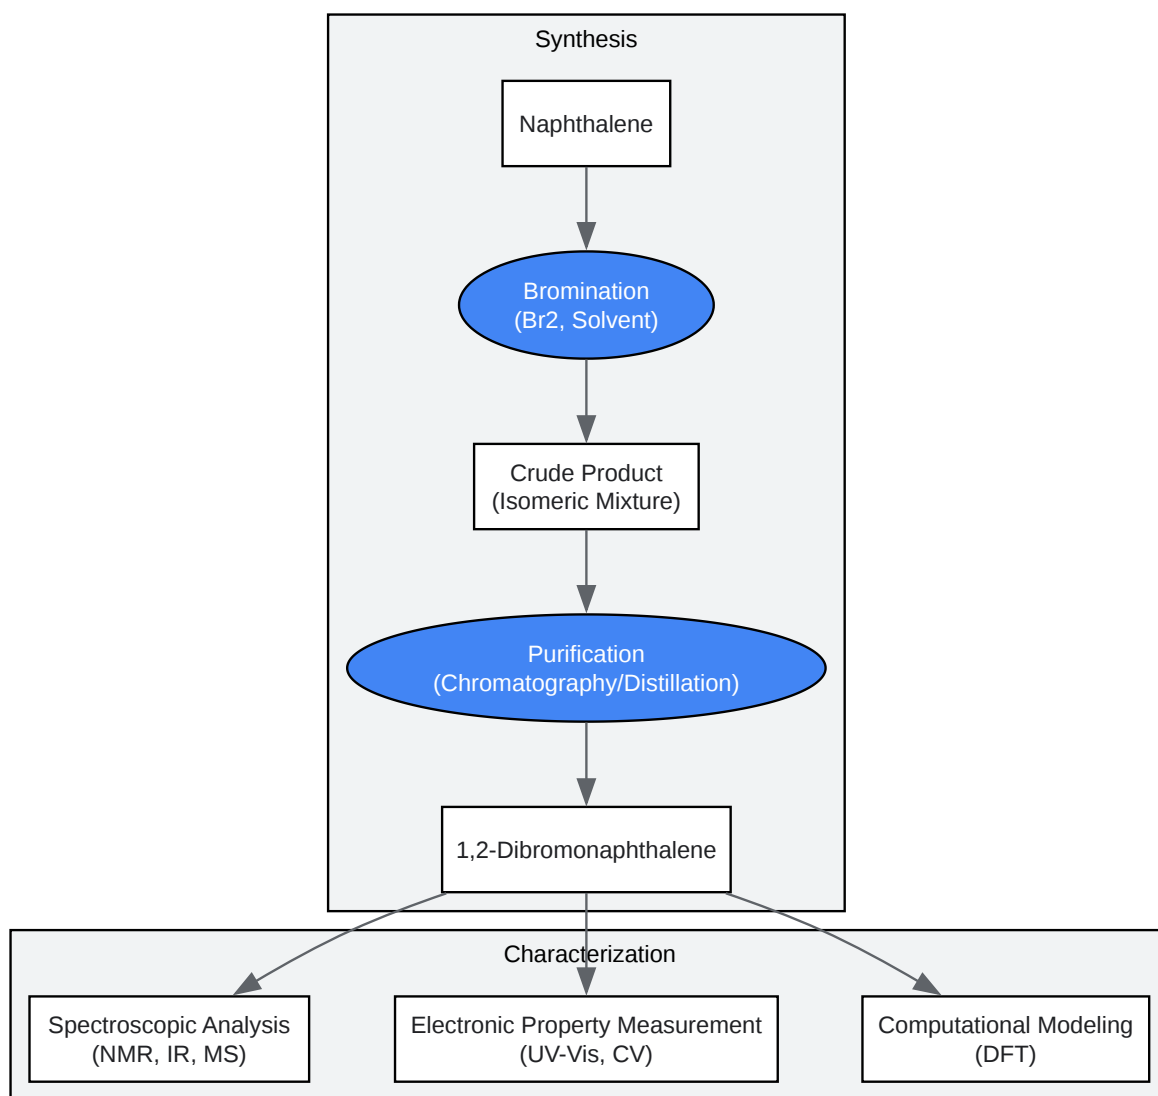 Synthesis
Naphthalene
Bromination
(Br2, Solvent)
Crude Product
(Isomeric Mixture)
Purification
(Chromatography/Distillation)
1,2-Dibromonaphthalene
Characterization
Spectroscopic Analysis
(NMR, IR, MS)
Electronic Property Measurement
(UV-Vis, CV)
Computational Modeling
(DFT)